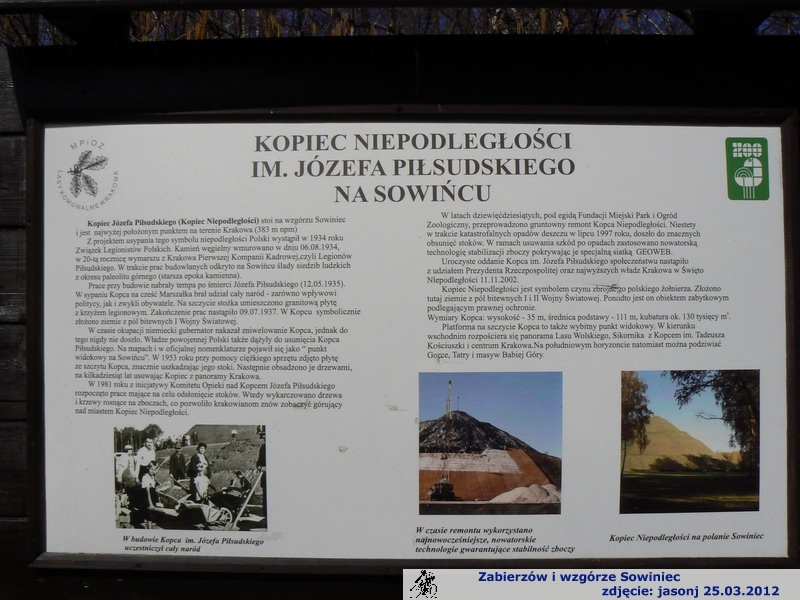 KOPIEC NIEPODLEGŁOŚCI
IM. JÓZEFA PIŁSUDSKIEGO
NA SOWIŃCU
MPIOZ
LASY KOMUNALNE KRAKOWA
ZOO
Kopiec Józefa Piłsudskiego (Kopiec Niepodległości) stoi na wzgórzu Sowiniec
i jest najwyżej położonym punktem na terenie Krakowa (383 m npm)
Z projektem usypania tego symbolu niepodległości Polski wystąpił w 1934 roku
Związek Legionistów Polskich. Kamień węgielny wmurowano w dniu 06.08.1934,
w 20-tą rocznicę wymarszu z Krakowa Pierwszej Kompanii Kadrowej,czyli Legionów
Piłsudskiego. W trakcie prac budowlanych odkryto na Sowińcu ślady siedzib ludzkich
z okresu paleolitu górnego (starsza epoka kamienna).
Prace przy budowie nabrały tempa po śmierci Józefa Piłsudskiego (12.05.1935).
W sypaniu Kopca na cześć Marszałka brał udział cały naród - zarówno wpływowi
politycy, jak i zwykli obywatele. Na szczycie stożka umieszczono granitową płytę
z krzyżem legionowym. Zakończenie prac nastąpiło 09.07.1937. W Kopcu symbolicznie
złożono ziemie z pól bitewnych I Wojny Światowej.
W czasie okupacji niemiecki gubernator nakazał zniwelowanie Kopca, jednak do
tego nigdy nie doszło. Władze powojennej Polski także dążyły do usunięcia Kopca
Piłsudskiego. Na mapach i w oficjalnej nomenklaturze pojawił się jako " punkt
widokowy na Sowińcu". W 1953 roku przy pomocy ciężkiego sprzętu zdjęto płytę
ze szczytu Kopca, znacznie uszkadzając jego stoki. Następnie obsadzono je drzewami,
na kilkadziesiąt lat usuwając Kopiec z panoramy Krakowa.
W 1981 roku z inicjatywy Komitetu Opieki nad Kopcem Józefa Piłsudskiego
rozpoczęto prace mające na celu odsłonięcie stoków. Wtedy wykarczowano drzewa
i krzewy rosnące na zboczach, co pozwoliło krakowianom znów zobaczyć górujący
nad miastem Kopiec Niepodległości.
W budowie Kopca im. Józefa Piłsudskiego
uczestniczył cały naród
W latach dziewięćdziesiątych, pod egidą Fundacji Miejski Park i Ogród
Zoologiczny, przeprowadzono gruntowny remont Kopca Niepodległości. Niestety
w trakcie katastrofalnych opadów deszczu w lipcu 1997 roku, doszło do znacznych
obsunięć stoków. W ramach usuwania szkód po opadach zastosowano nowatorską
technologię stabilizacji zboczy pokrywając je specjalną siatką GEOWEB.
Uroczyste oddanie Kopca im. Józefa Piłsudskiego społeczeństwu nastąpiło
z udziałem Prezydenta Rzeczpospolitej oraz najwyższych władz Krakowa w Święto
Niepodległości 11.11.2002.
Kopiec Niepodległości jest symbolem czynu zbrojnego polskiego żołnierza. Złożono
tutaj ziemie z pól bitewnych I i II Wojny Światowej. Ponadto jest on obiektem zabytkowym
podlegającym prawnej ochronie.
Wymiary Kopca: wysokość - 35 m, średnica podstawy - 111 m, kubatura ok. 130 tysięcy m³.
Platforma na szczycie Kopca to także wybitny punkt widokowy. W kierunku
wschodnim rozpościera się panorama Lasu Wolskiego, Sikornika z Kopcem im. Tadeusza
Kościuszki i centrum Krakowa.Na południowym horyzoncie natomiast można podziwiać
Gorce, Tatry i masyw Babiej Góry.
W czasie remontu wykorzystano
najnowocześniejsze, nowatorskie
technologie gwarantujące stabilność zboczy
Kopiec Niepodległości na polanie Sowiniec
Zabierzów i wzgórze Sowiniec
zdjęcie: jasonj 25.03.2012